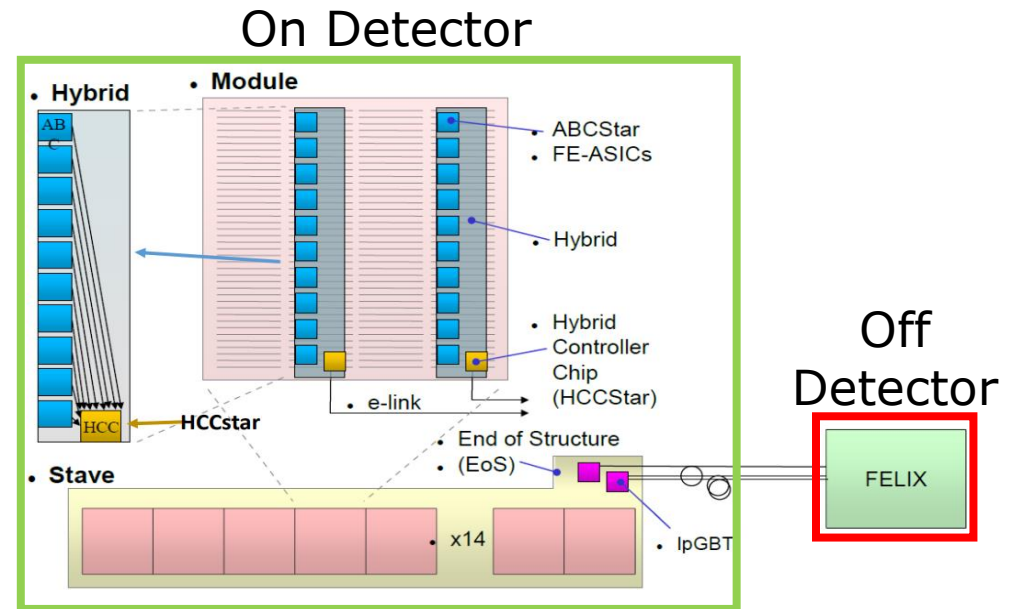 On Detector
• Hybrid
• Module
AB
C
• ABCStar
• FE-ASICs
• Hybrid
• Hybrid
Controller
Chip
(HCCStar)
• e-link
HCC
HCCstar
• End of Structure
• (EoS)
• Stave
• x14
• lpGBT
Off
Detector
FELIX